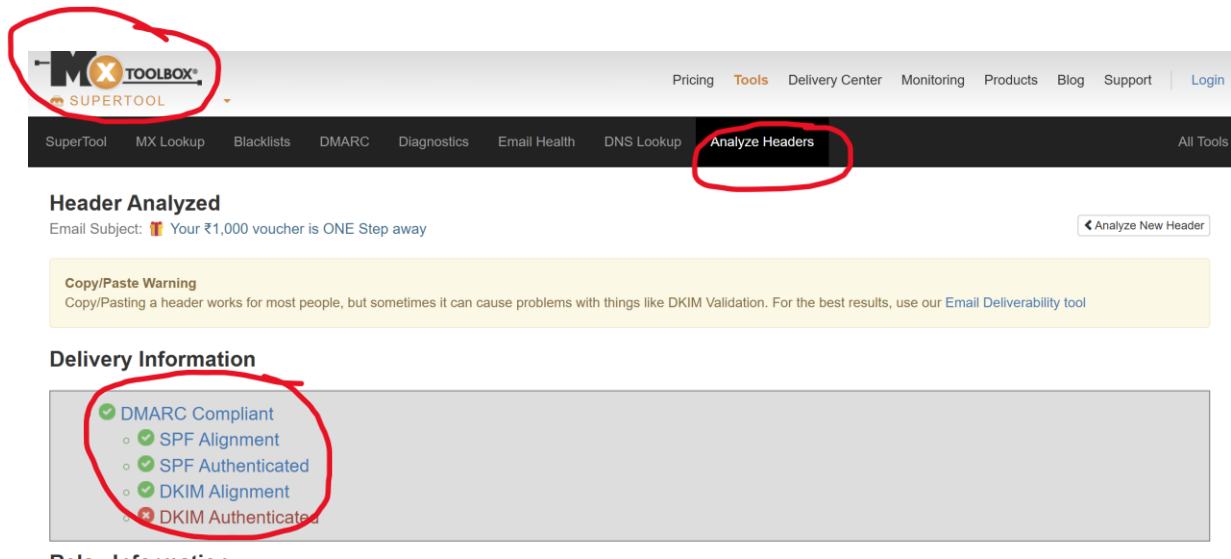 MX TOOLBOX®
SUPERTOOL
Pricing Tools Delivery Center Monitoring Products Blog Support Login
SuperTool MX Lookup Blacklists DMARC Diagnostics Email Health DNS Lookup Analyze Headers All Tools
Header Analyzed
Email Subject: 🎁 Your ₹1,000 voucher is ONE Step away
Analyze New Header
Copy/Paste Warning
Copy/Pasting a header works for most people, but sometimes it can cause problems with things like DKIM Validation. For the best results, use our Email Deliverability tool
Delivery Information
DMARC Compliant
SPF Alignment
SPF Authenticated
DKIM Alignment
DKIM Authenticated